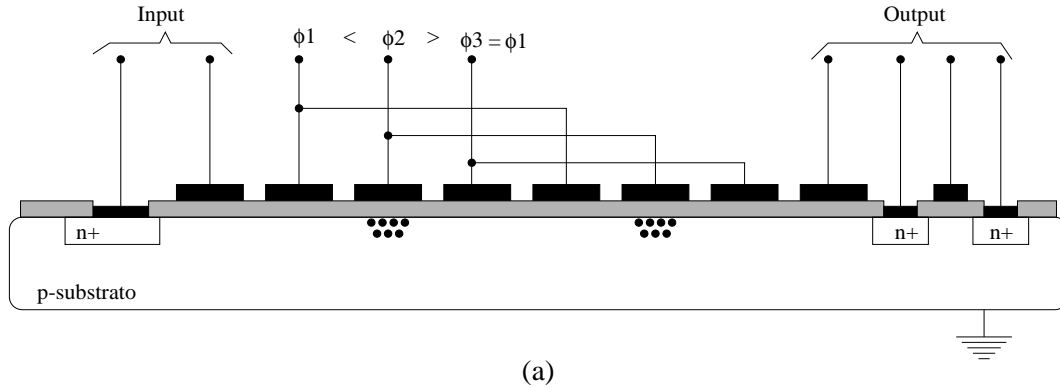 Input Output
ϕ1 < ϕ2 > ϕ3 = ϕ1
n+ n+ n+
p-substrato
(a)